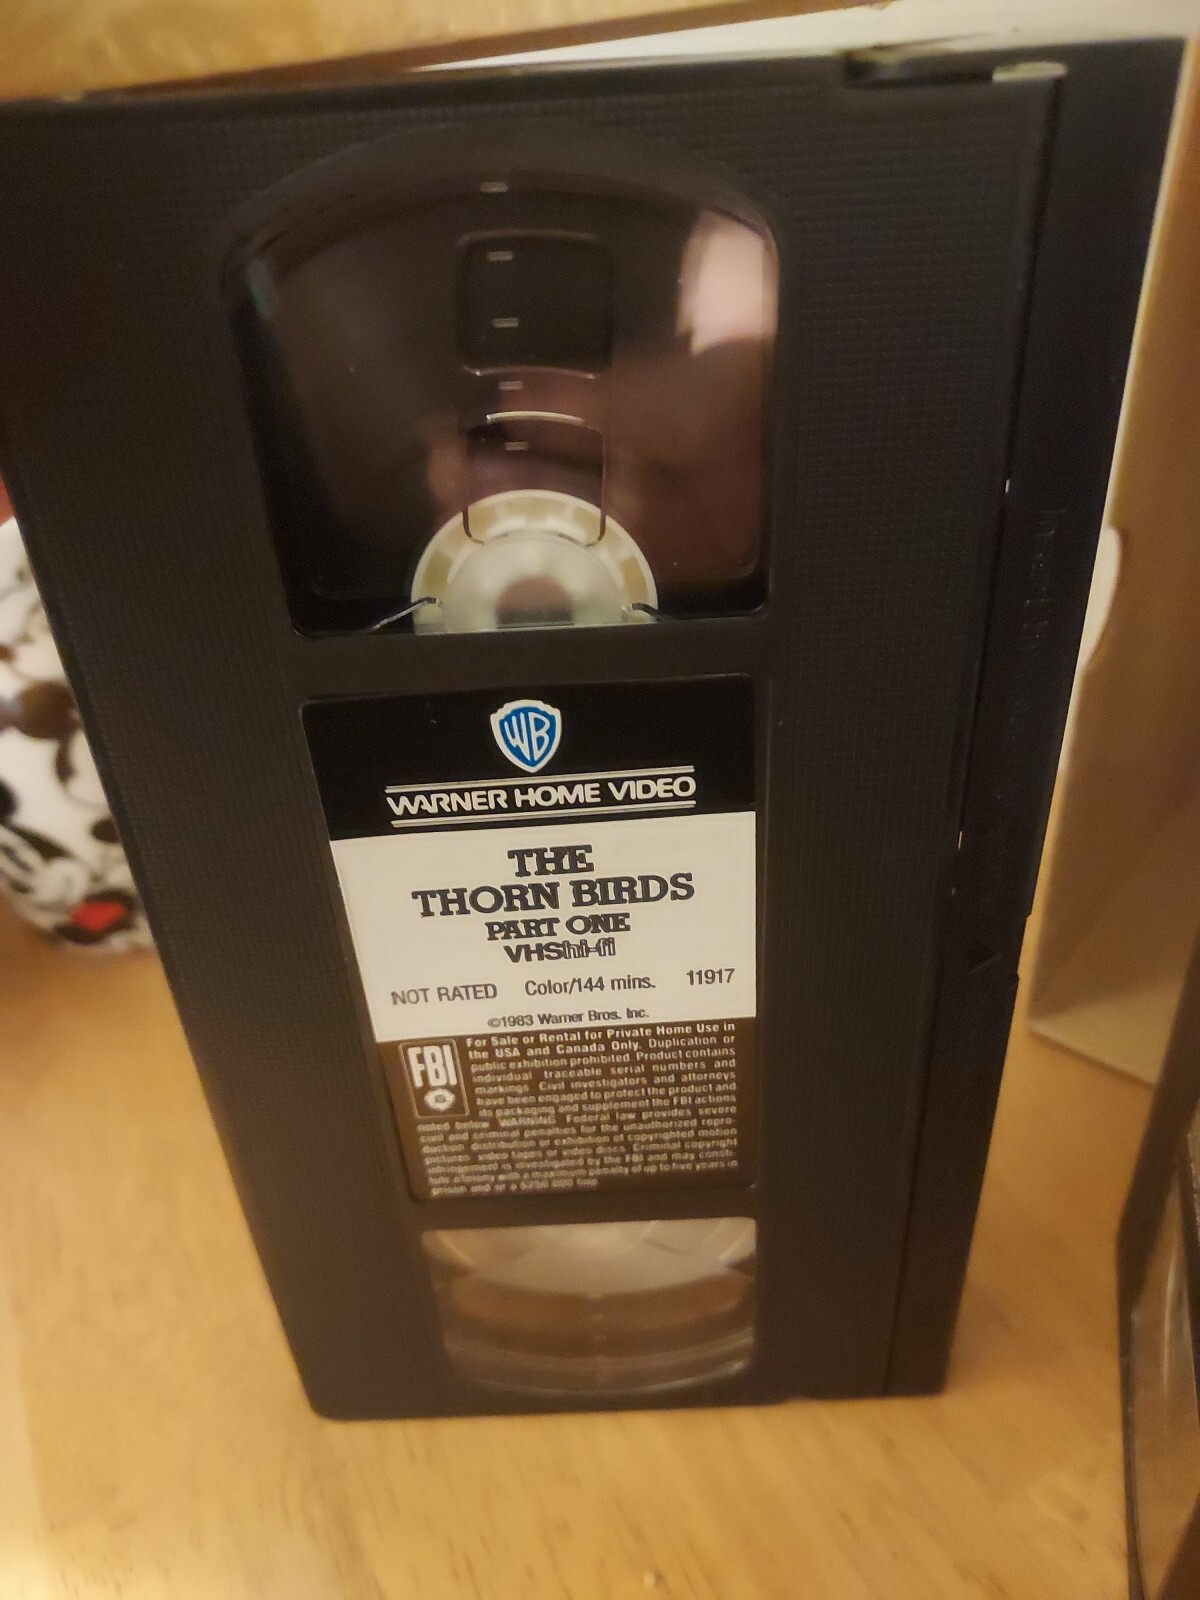 WB
WARNER HOME VIDEO
THE
THORN BIRDS
PART ONE
VHS hi-fi
NOT RATED Color/144 mins. 11917
©1983 Warner Bros. Inc.
FBI
For Sale or Rental for Private Home Use in
the USA and Canada Only. Duplication or
public exhibition prohibited. Product contains
individual traceable serial numbers and
markings. Civil investigators and attorneys
have been engaged to protect the product and
its packaging and supplement the FBI actions
noted below. WARNING: Federal law provides severe
civil and criminal penalties for the unauthorized repro-
duction distribution or exhibition of copyrighted motion
pictures, video tapes or video discs. Criminal copyright
infringement is investigated by the FBI and may consti-
tute a felony with a maximum penalty of up to five years in
prison and or a $250,000 fine